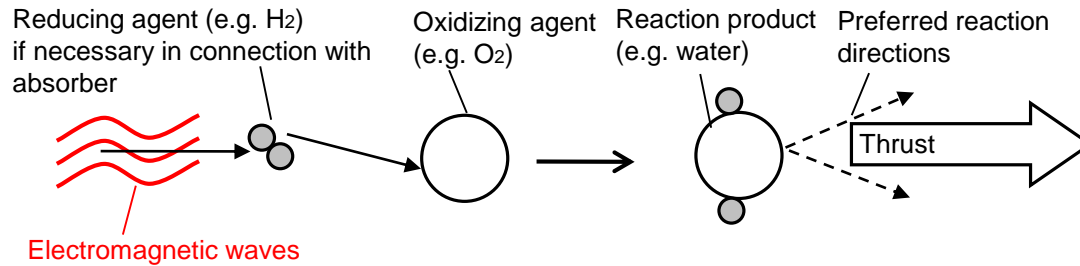 Reducing agent (e.g. H2)
if necessary in connection with
absorber
Oxidizing agent
(e.g. O2)
Reaction product
(e.g. water)
Preferred reaction
directions
Thrust
Electromagnetic waves